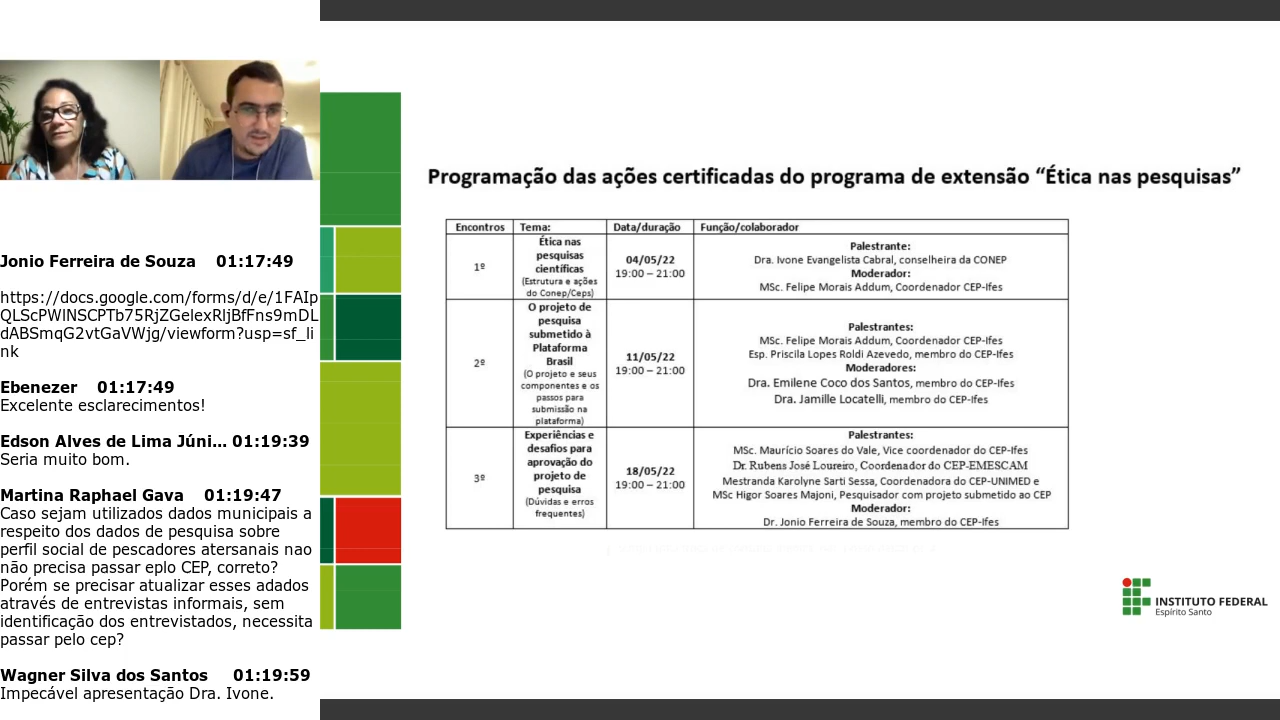 Jonio Ferreira de Souza 01:17:49
https://docs.google.com/forms/d/e/1FAIp
QLScPWlNSCPTb75RjZGelexRljBfFns9mDL
dABSmqG2vtGaVWjg/viewform?usp=sf_li
nk
Ebenezer 01:17:49
Excelente esclarecimentos!
Edson Alves de Lima Júni... 01:19:39
Seria muito bom.
Martina Raphael Gava 01:19:47
Caso sejam utilizados dados municipais a
respeito dos dados de pesquisa sobre
perfil social de pescadores atersanais nao
não precisa passar eplo CEP, correto?
Porém se precisar atualizar esses adados
através de entrevistas informais, sem
identificação dos entrevistados, necessita
passar pelo cep?
Wagner Silva dos Santos 01:19:59
Impecável apresentação Dra. Ivone.
Programação das ações certificadas do programa de extensão “Ética nas pesquisas”
Encontros Tema: Data/duração Função/colaborador
1º
Ética nas
pesquisas
científicas
(Estrutura e ações
do Conep/Ceps)
04/05/22
19:00 – 21:00
Palestrante:
Dra. Ivone Evangelista Cabral, conselheira da CONEP
Moderador:
MSc. Felipe Morais Addum, Coordenador CEP-Ifes
2º
O projeto de
pesquisa
submetido à
Plataforma
Brasil
(O projeto e seus
componentes e os
passos para
submissão na
plataforma)
11/05/22
19:00 – 21:00
Palestrantes:
MSc. Felipe Morais Addum, Coordenador CEP-Ifes
Esp. Priscila Lopes Roldi Azevedo, membro do CEP-Ifes
Moderadores:
Dra. Emilene Coco dos Santos, membro do CEP-Ifes
Dra. Jamille Locatelli, membro do CEP-Ifes
3º
Experiências e
desafios para
aprovação do
projeto de
pesquisa
(Dúvidas e erros
frequentes)
18/05/22
19:00 – 21:00
Palestrantes:
MSc. Maurício Soares do Vale, Vice coordenador do CEP-Ifes
Dr. Rubens José Loureiro, Coordenador do CEP-EMESCAM
Mestranda Karolyne Sarti Sessa, Coordenadora do CEP-UNIMED e
MSc Higor Soares Majoni, Pesquisador com projeto submetido ao CEP
Moderador:
Dr. Jonio Ferreira de Souza, membro do CEP-Ifes
INSTITUTO FEDERAL
Espírito Santo